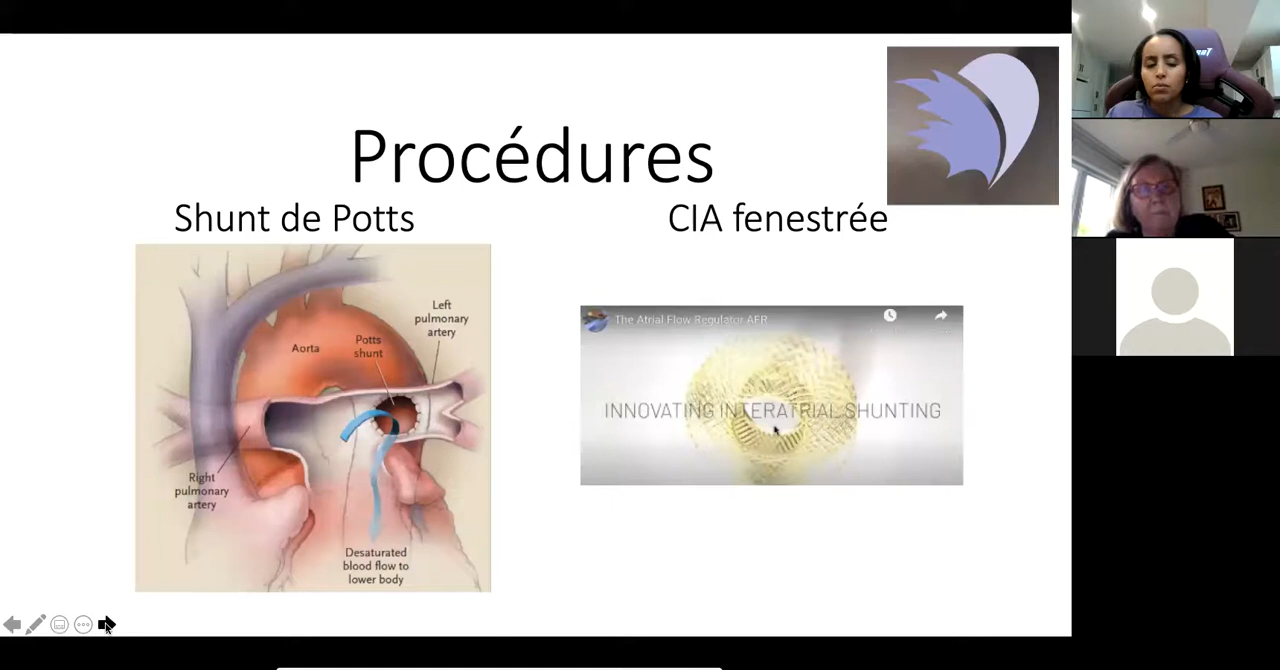 Procédures
Shunt de Potts
CIA fenestrée
Left
pulmonary
artery
Aorta
Potts
shunt
Right
pulmonary
artery
Desaturated
blood flow to
lower body
The Atrial Flow Regulator AFR
INNOVATING INTERATRIAL SHUNTING